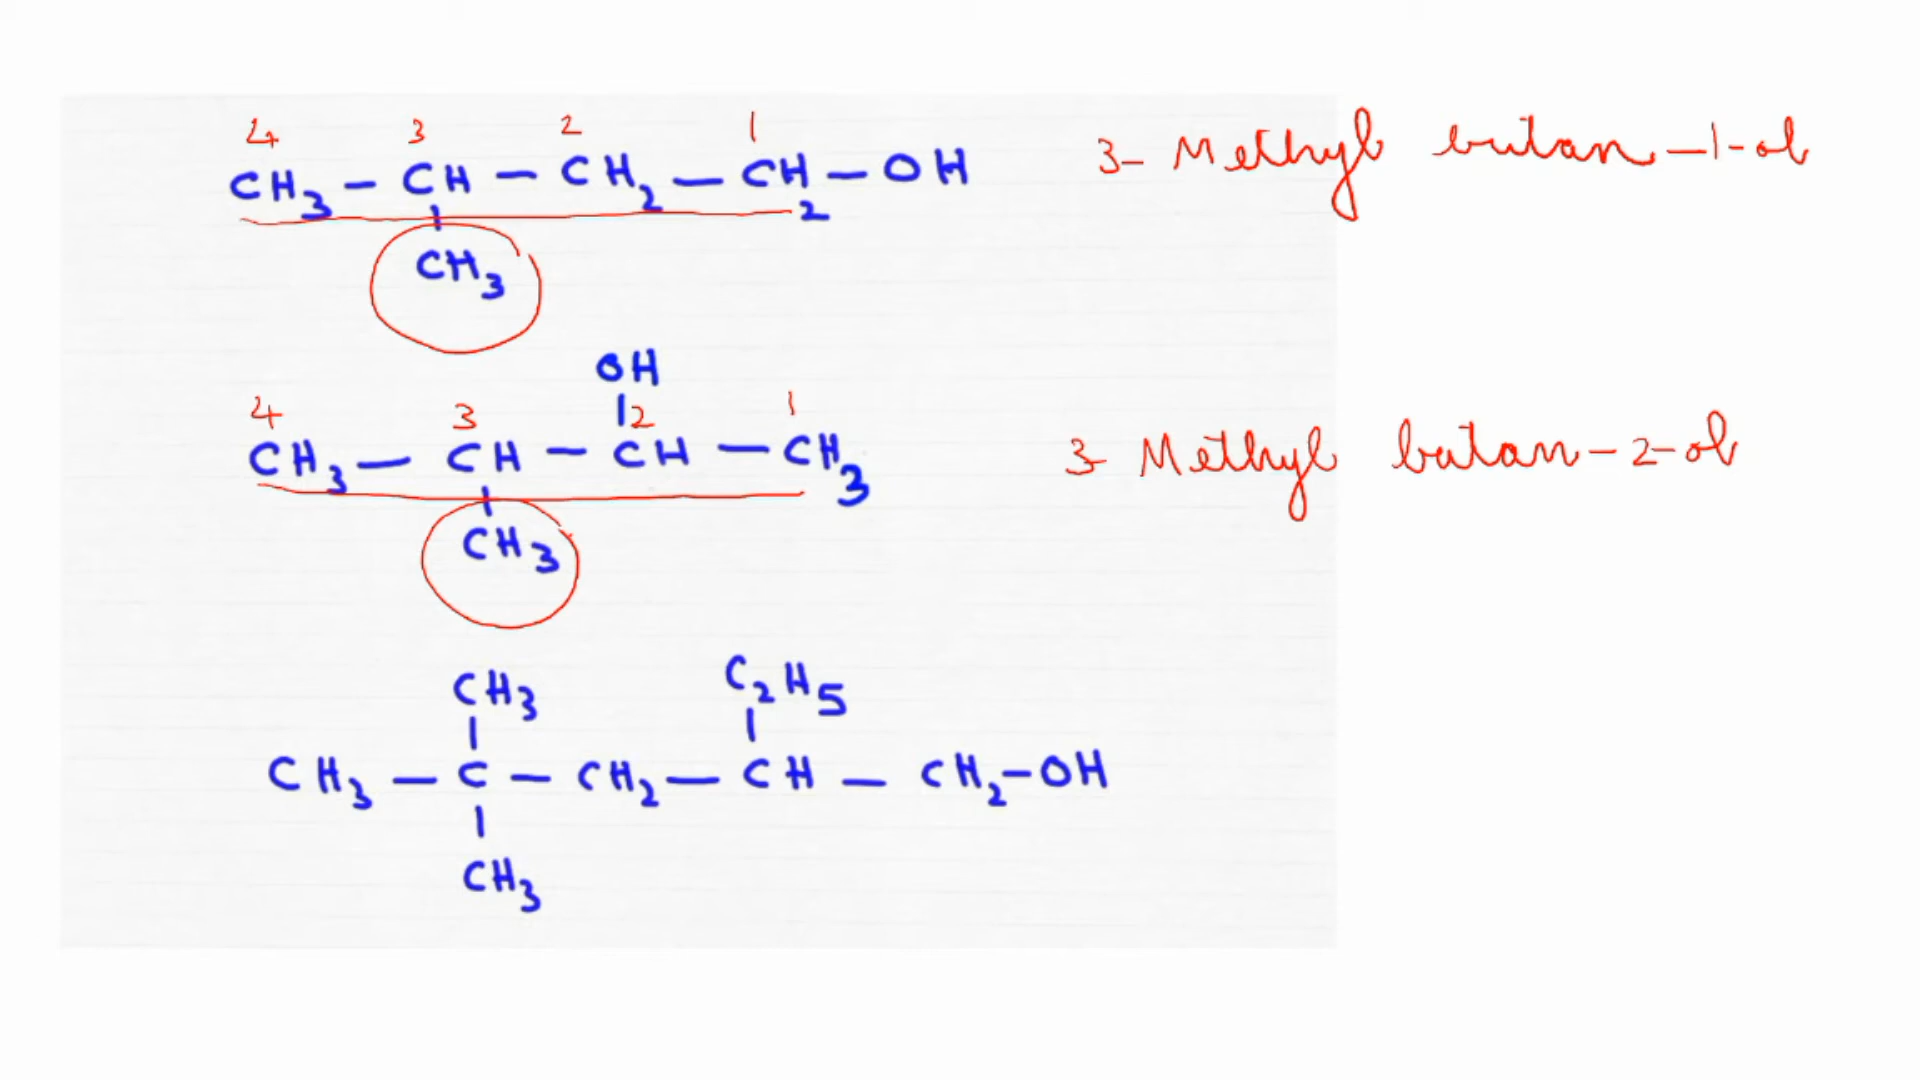 4 3 2 1
CH3 – CH – CH2 – CH2 – OH 3- Methyl butan-1-ol
CH3
OH
4 3 2 1
CH3 – CH – CH – CH3 3- Methyl butan-2-ol
CH3
CH3 C2H5
CH3 – C – CH2 – CH – CH2-OH
CH3